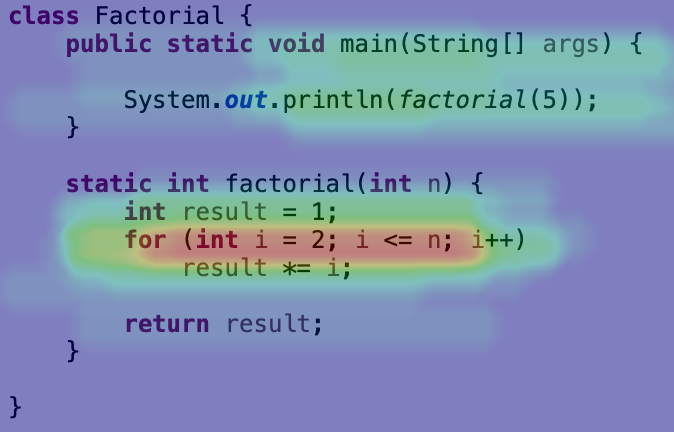 class Factorial {
    public static void main(String[] args) {
        System.out.println(factorial(5));
    }
    static int factorial(int n) {
        int result = 1;
        for (int i = 2; i <= n; i++)
            result *= i;
        return result;
    }
}